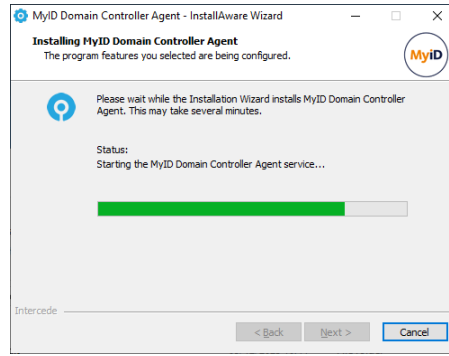 MyID Domain Controller Agent - InstallAware Wizard
Installing MyID Domain Controller Agent
The program features you selected are being configured.
MyiD
Please wait while the Installation Wizard installs MyID Domain Controller
Agent. This may take several minutes.
Status:
Starting the MyID Domain Controller Agent service...
Intercede
< Back
Next >
Cancel